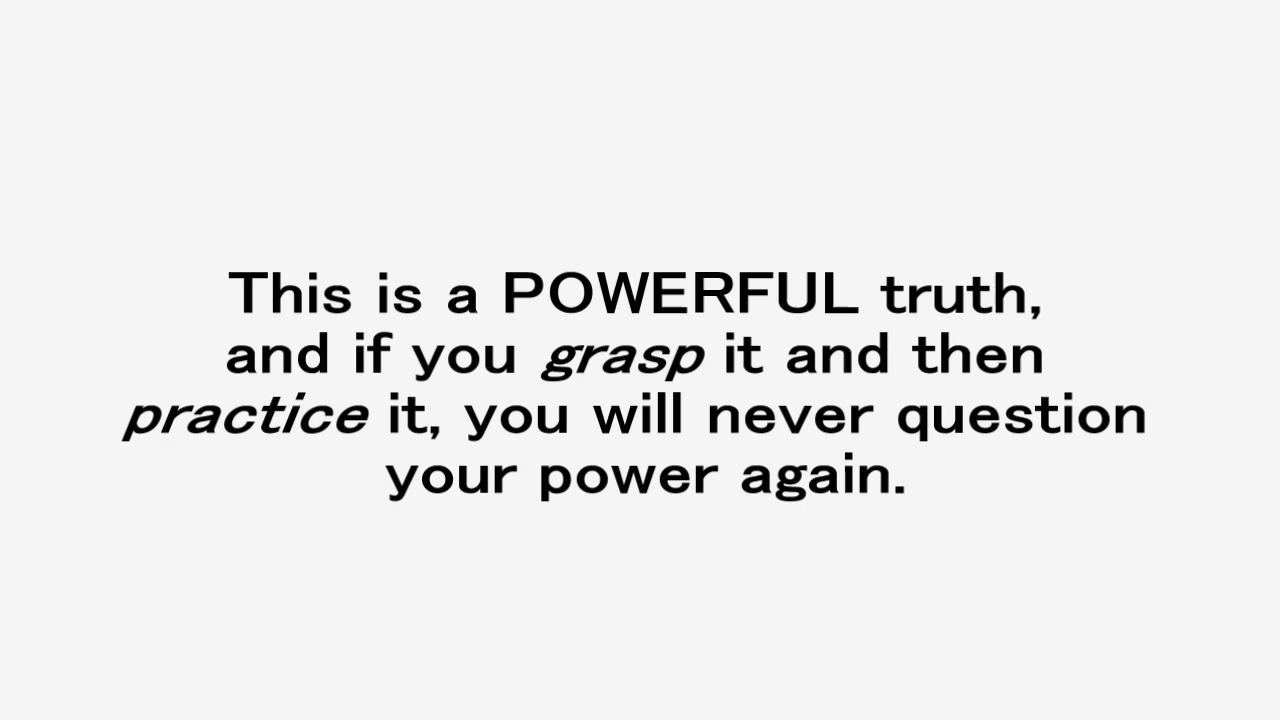 This is a POWERFUL truth,
and if you grasp it and then
practice it, you will never question
your power again.